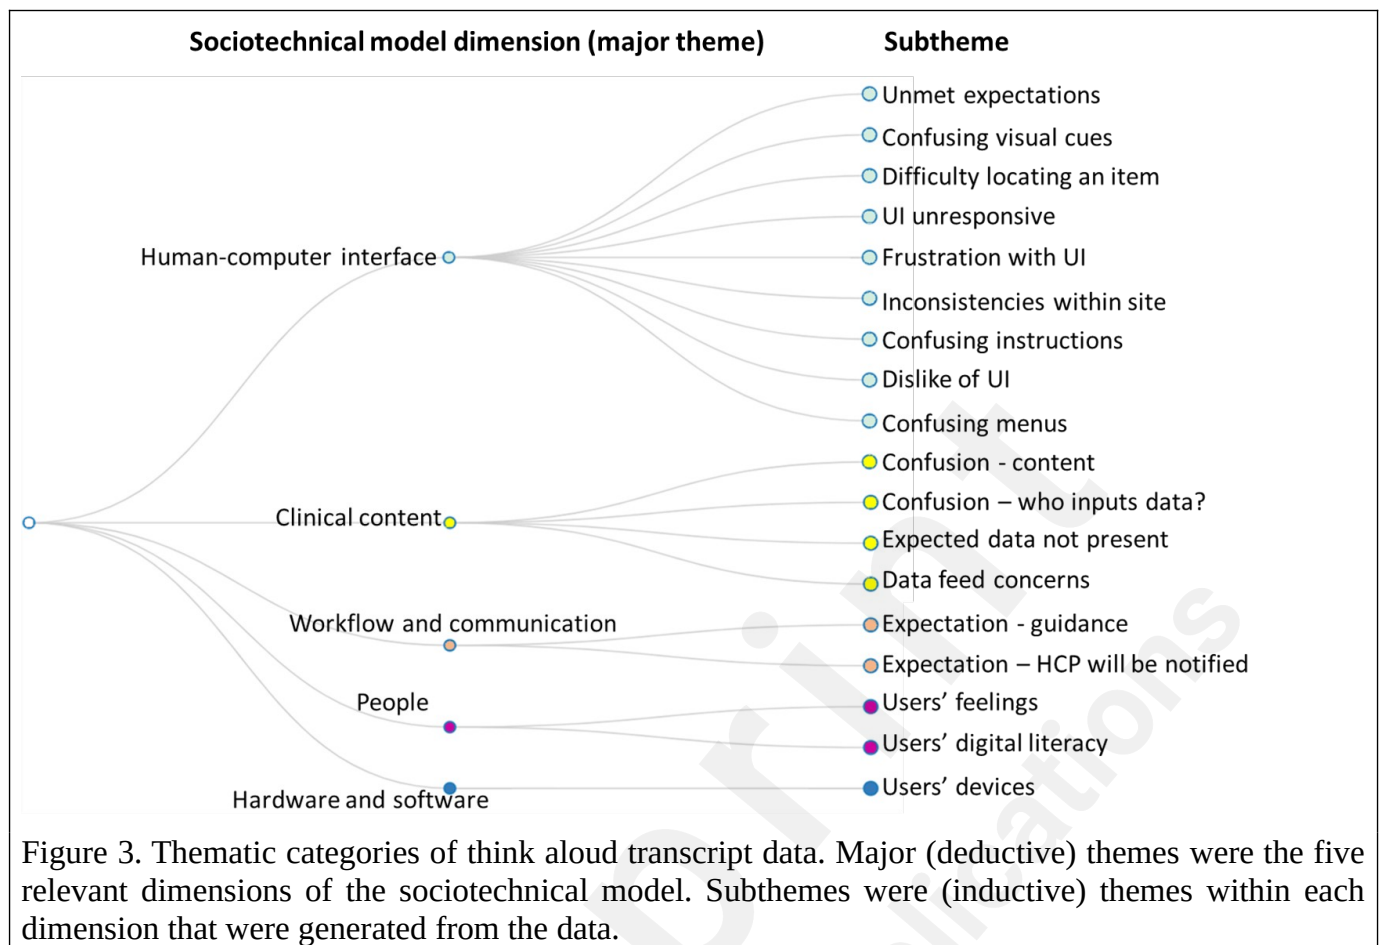 Sociotechnical model dimension (major theme)
Subtheme
Unmet expectations
Confusing visual cues
Difficulty locating an item
UI unresponsive
Human-computer interface
Frustration with UI
Inconsistencies within site
Confusing instructions
Dislike of UI
Confusing menus
Confusion - content
Clinical content
Confusion – who inputs data?
Expected data not present
Data feed concerns
Workflow and communication
Expectation - guidance
Expectation – HCP will be notified
People
Users’ feelings
Users’ digital literacy
Hardware and software
Users’ devices
Figure 3. Thematic categories of think aloud transcript data. Major (deductive) themes were the five
relevant dimensions of the sociotechnical model. Subthemes were (inductive) themes within each
dimension that were generated from the data.